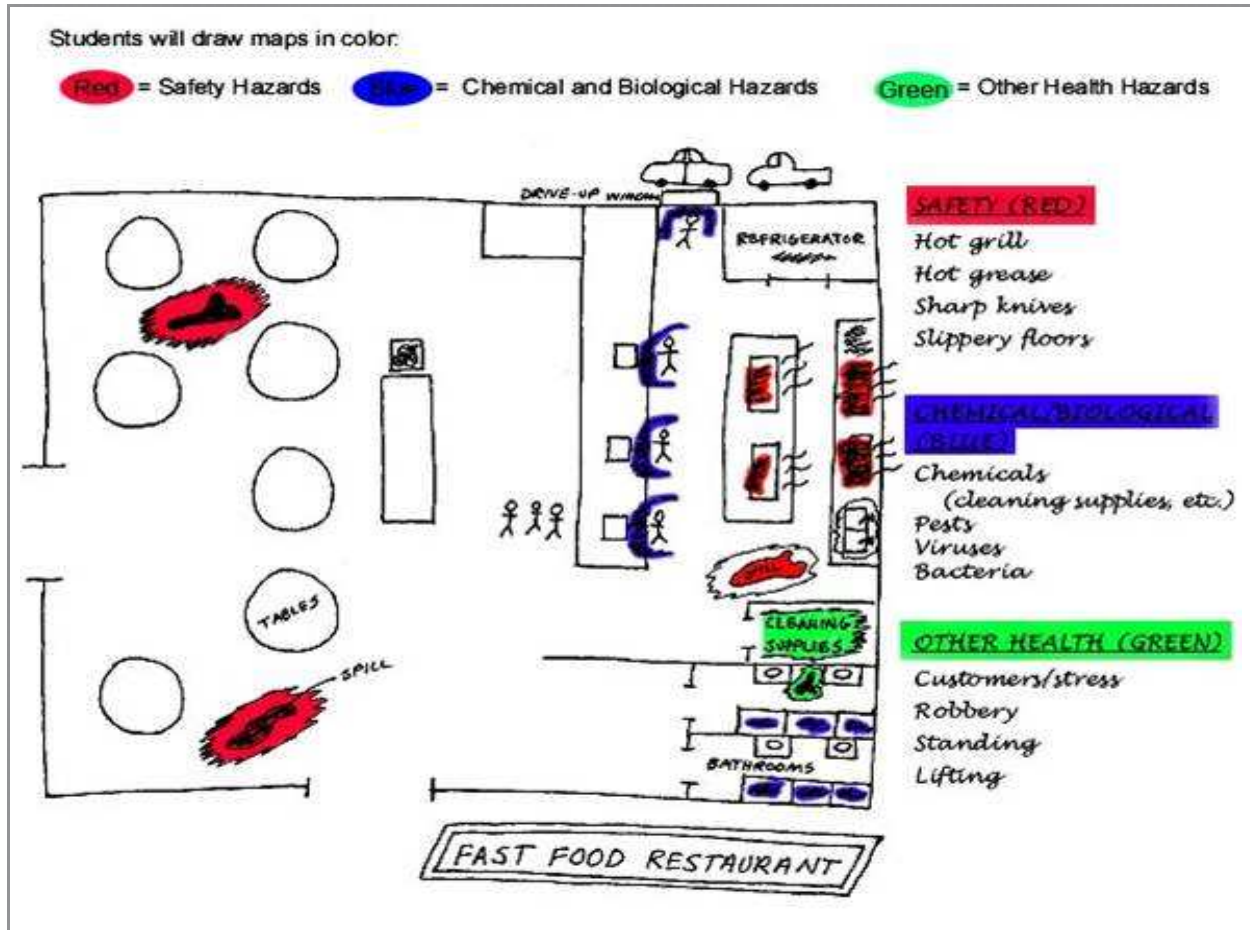 Students will draw maps in color:
Red = Safety Hazards
Blue = Chemical and Biological Hazards
Green = Other Health Hazards
DRIVE-UP WINDOW
REFRIGERATOR
SAFETY (RED)
Hot grill
Hot grease
Sharp knives
Slippery floors
CHEMICAL/BIOLOGICAL
(BLUE)
Chemicals
(cleaning supplies, etc.)
Pests
Viruses
Bacteria
SPILL
CLEANING
SUPPLIES
TABLES
SPILL
OTHER HEALTH (GREEN)
Customers/stress
Robbery
Standing
Lifting
BATHROOMS
FAST FOOD RESTAURANT